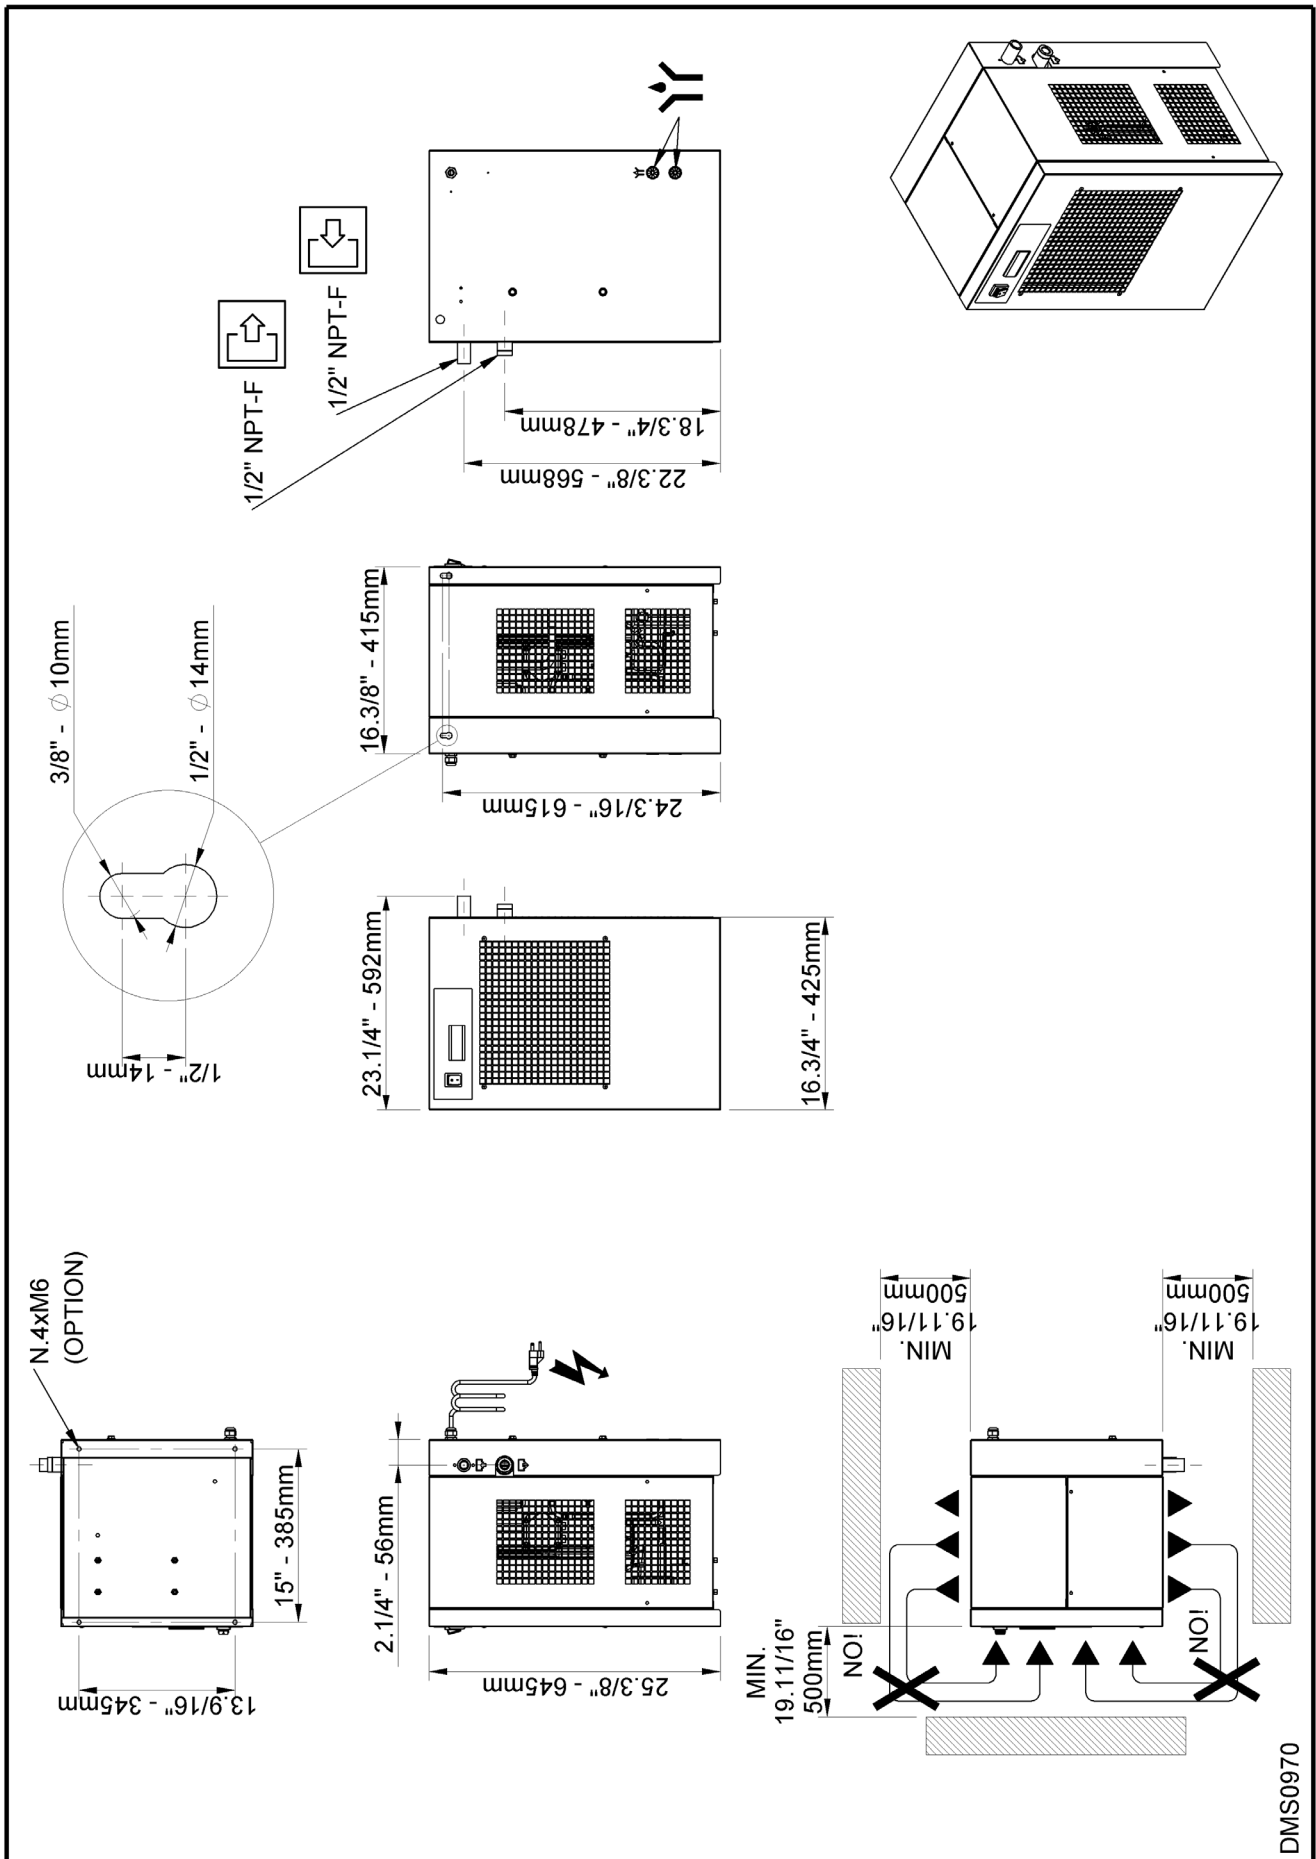 N.4xM6
(OPTION)
15" - 385mm
13.9/16" - 345mm
3/8" - Ø 10mm
1/2" - Ø 14mm
1/2" - 14mm
1/2" NPT-F
1/2" NPT-F
2.1/4" - 56mm
25.3/8" - 645mm
23.1/4" - 592mm
16.3/4" - 425mm
16.3/8" - 415mm
24.3/16" - 615mm
18.3/4" - 478mm
22.3/8" - 568mm
MIN.
19.11/16"
500mm
MIN.
19.11/16"
500mm
MIN.
19.11/16"
500mm
NO!
NO!
DMS0970